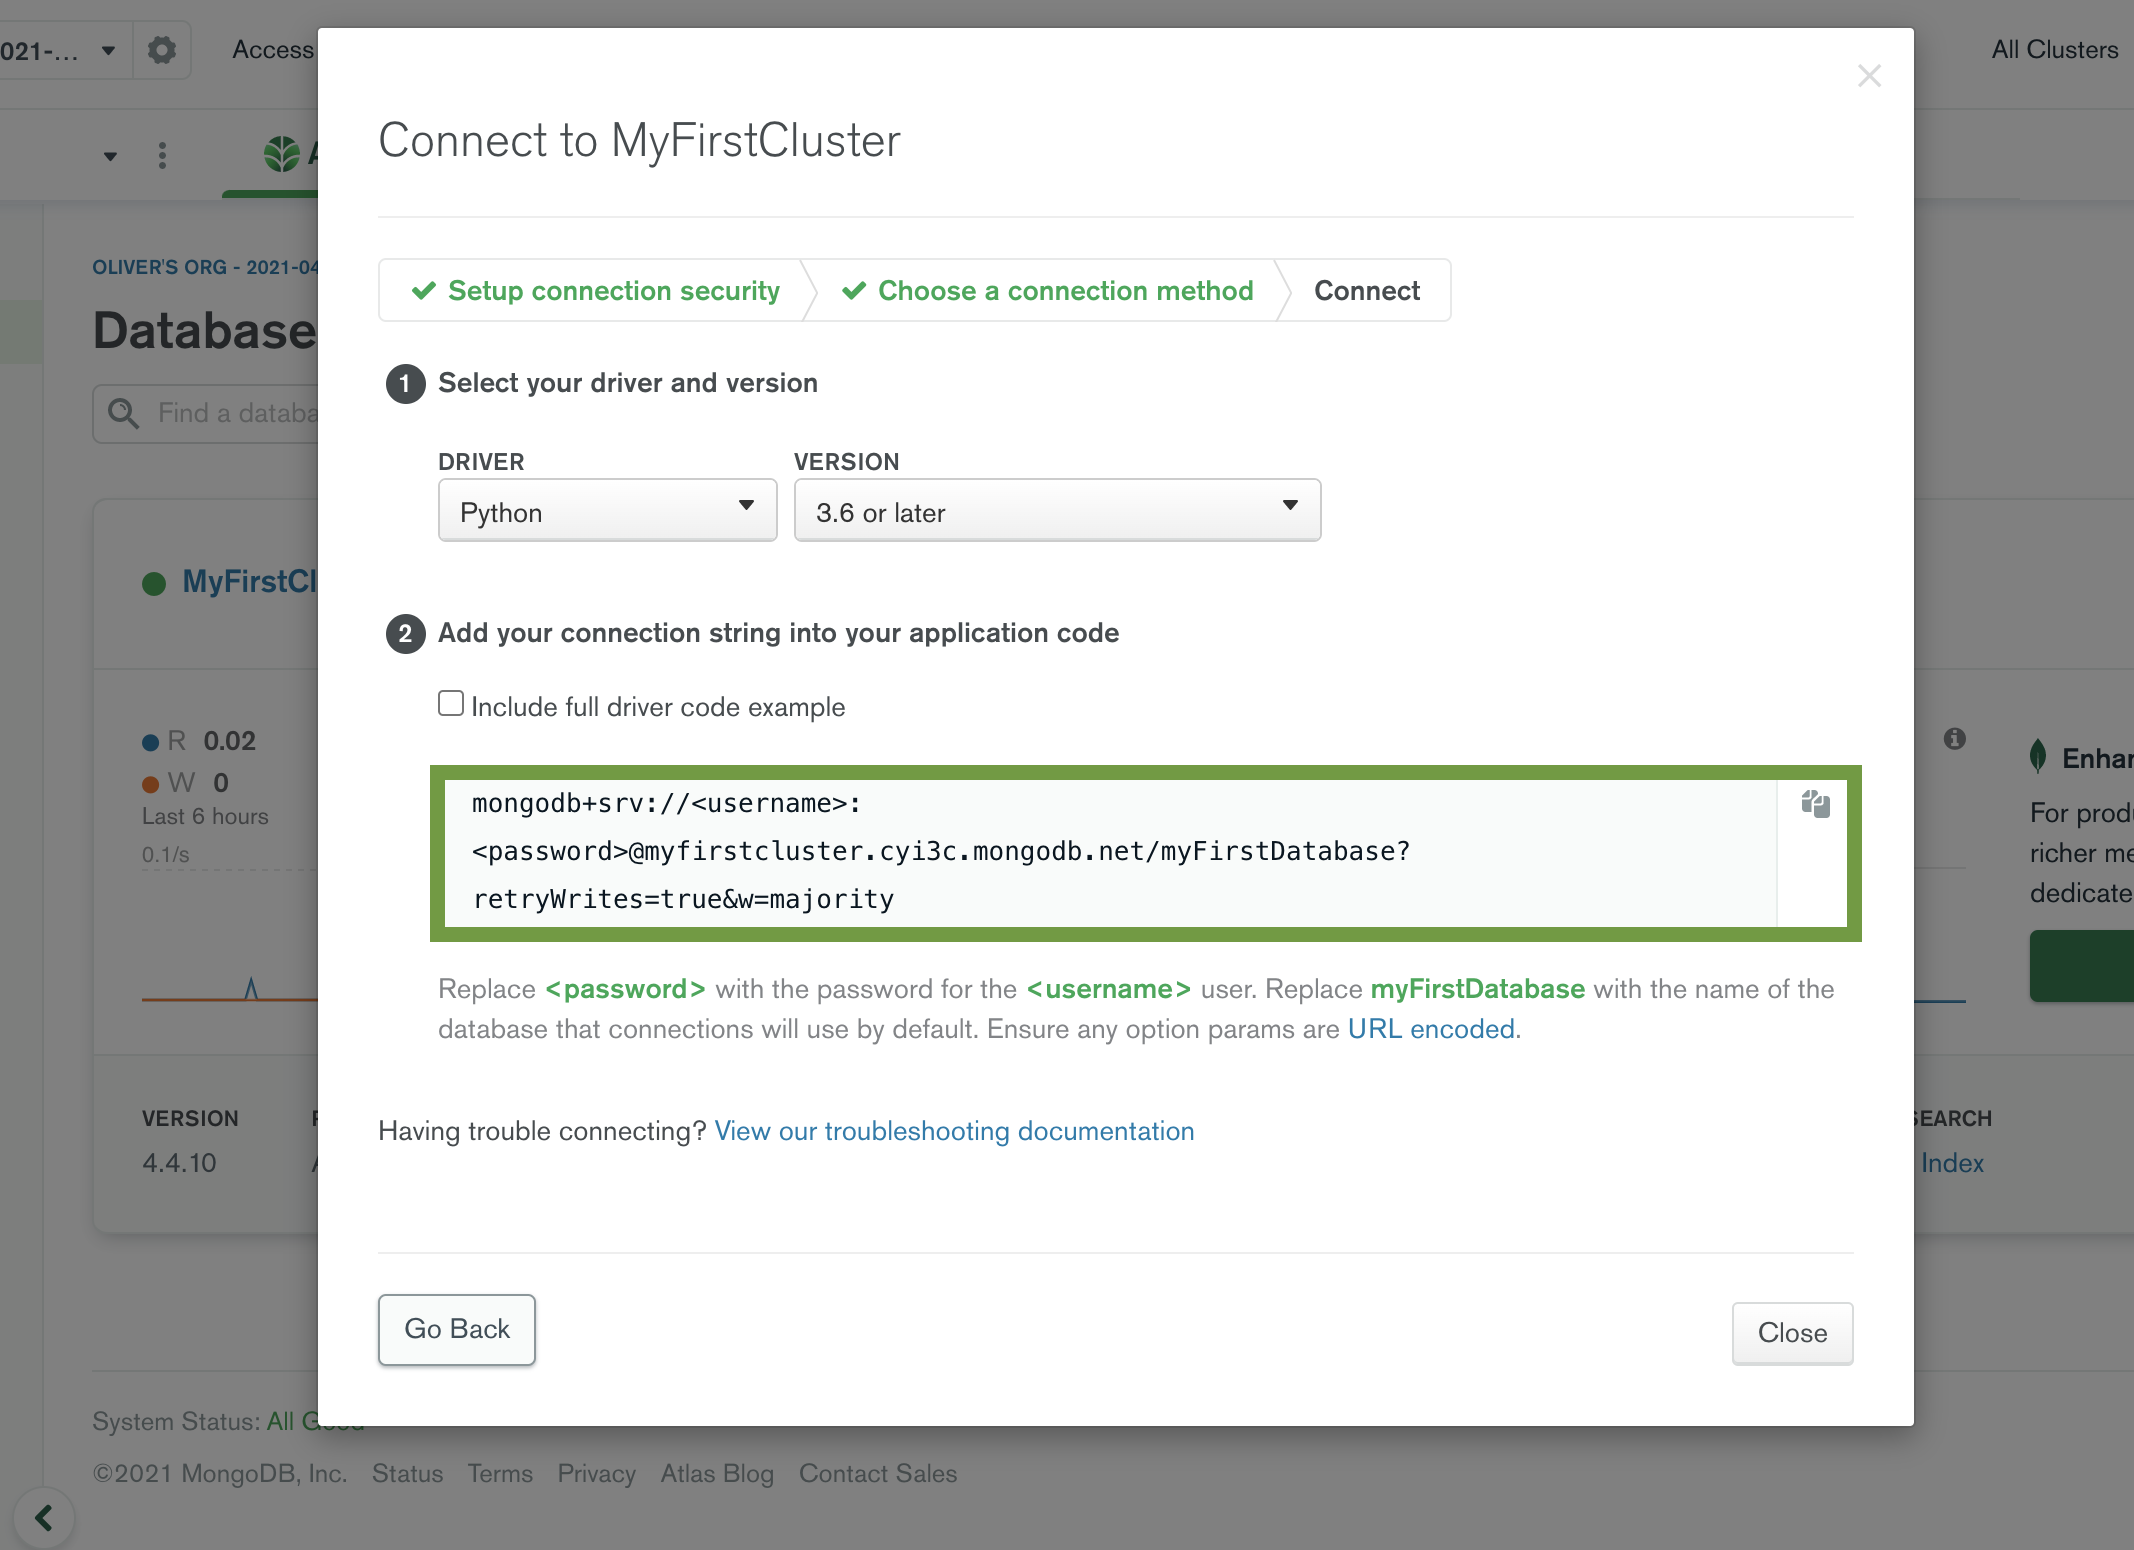 021-...
Access
All Clusters
OLIVER'S ORG - 2021-04
Database
Find a databa
MyFirstCl
R 0.02
W 0
Last 6 hours
0.1/s
VERSION
4.4.10
Connect to MyFirstCluster
Setup connection security
Choose a connection method
Connect
1 Select your driver and version
DRIVER
VERSION
Python
3.6 or later
2 Add your connection string into your application code
Include full driver code example
mongodb+srv://<username>:
<password>@myfirstcluster.cyi3c.mongodb.net/myFirstDatabase?
retryWrites=true&w=majority
Replace <password> with the password for the <username> user. Replace myFirstDatabase with the name of the
database that connections will use by default. Ensure any option params are URL encoded.
Having trouble connecting? View our troubleshooting documentation
Go Back
Close
Enhan
For produ
richer me
dedicate
SEARCH
Index
System Status: All Good
©2021 MongoDB, Inc. Status Terms Privacy Atlas Blog Contact Sales